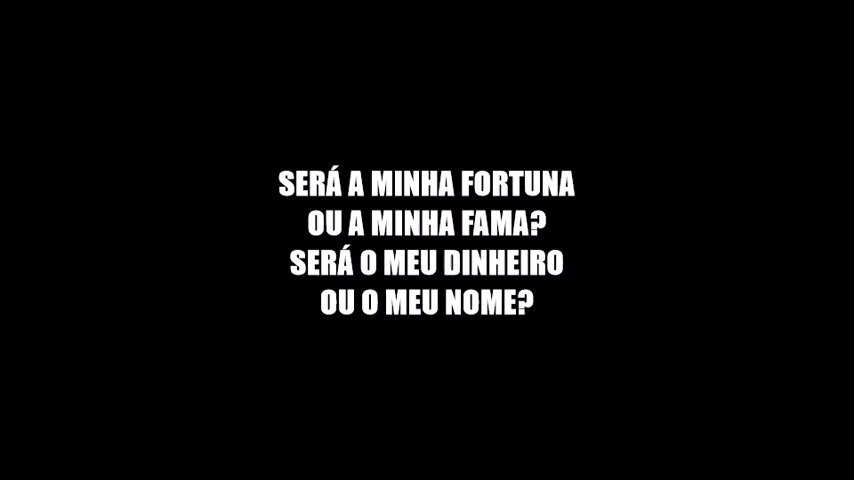 SERÁ A MINHA FORTUNA
OU A MINHA FAMA?
SERÁ O MEU DINHEIRO
OU O MEU NOME?